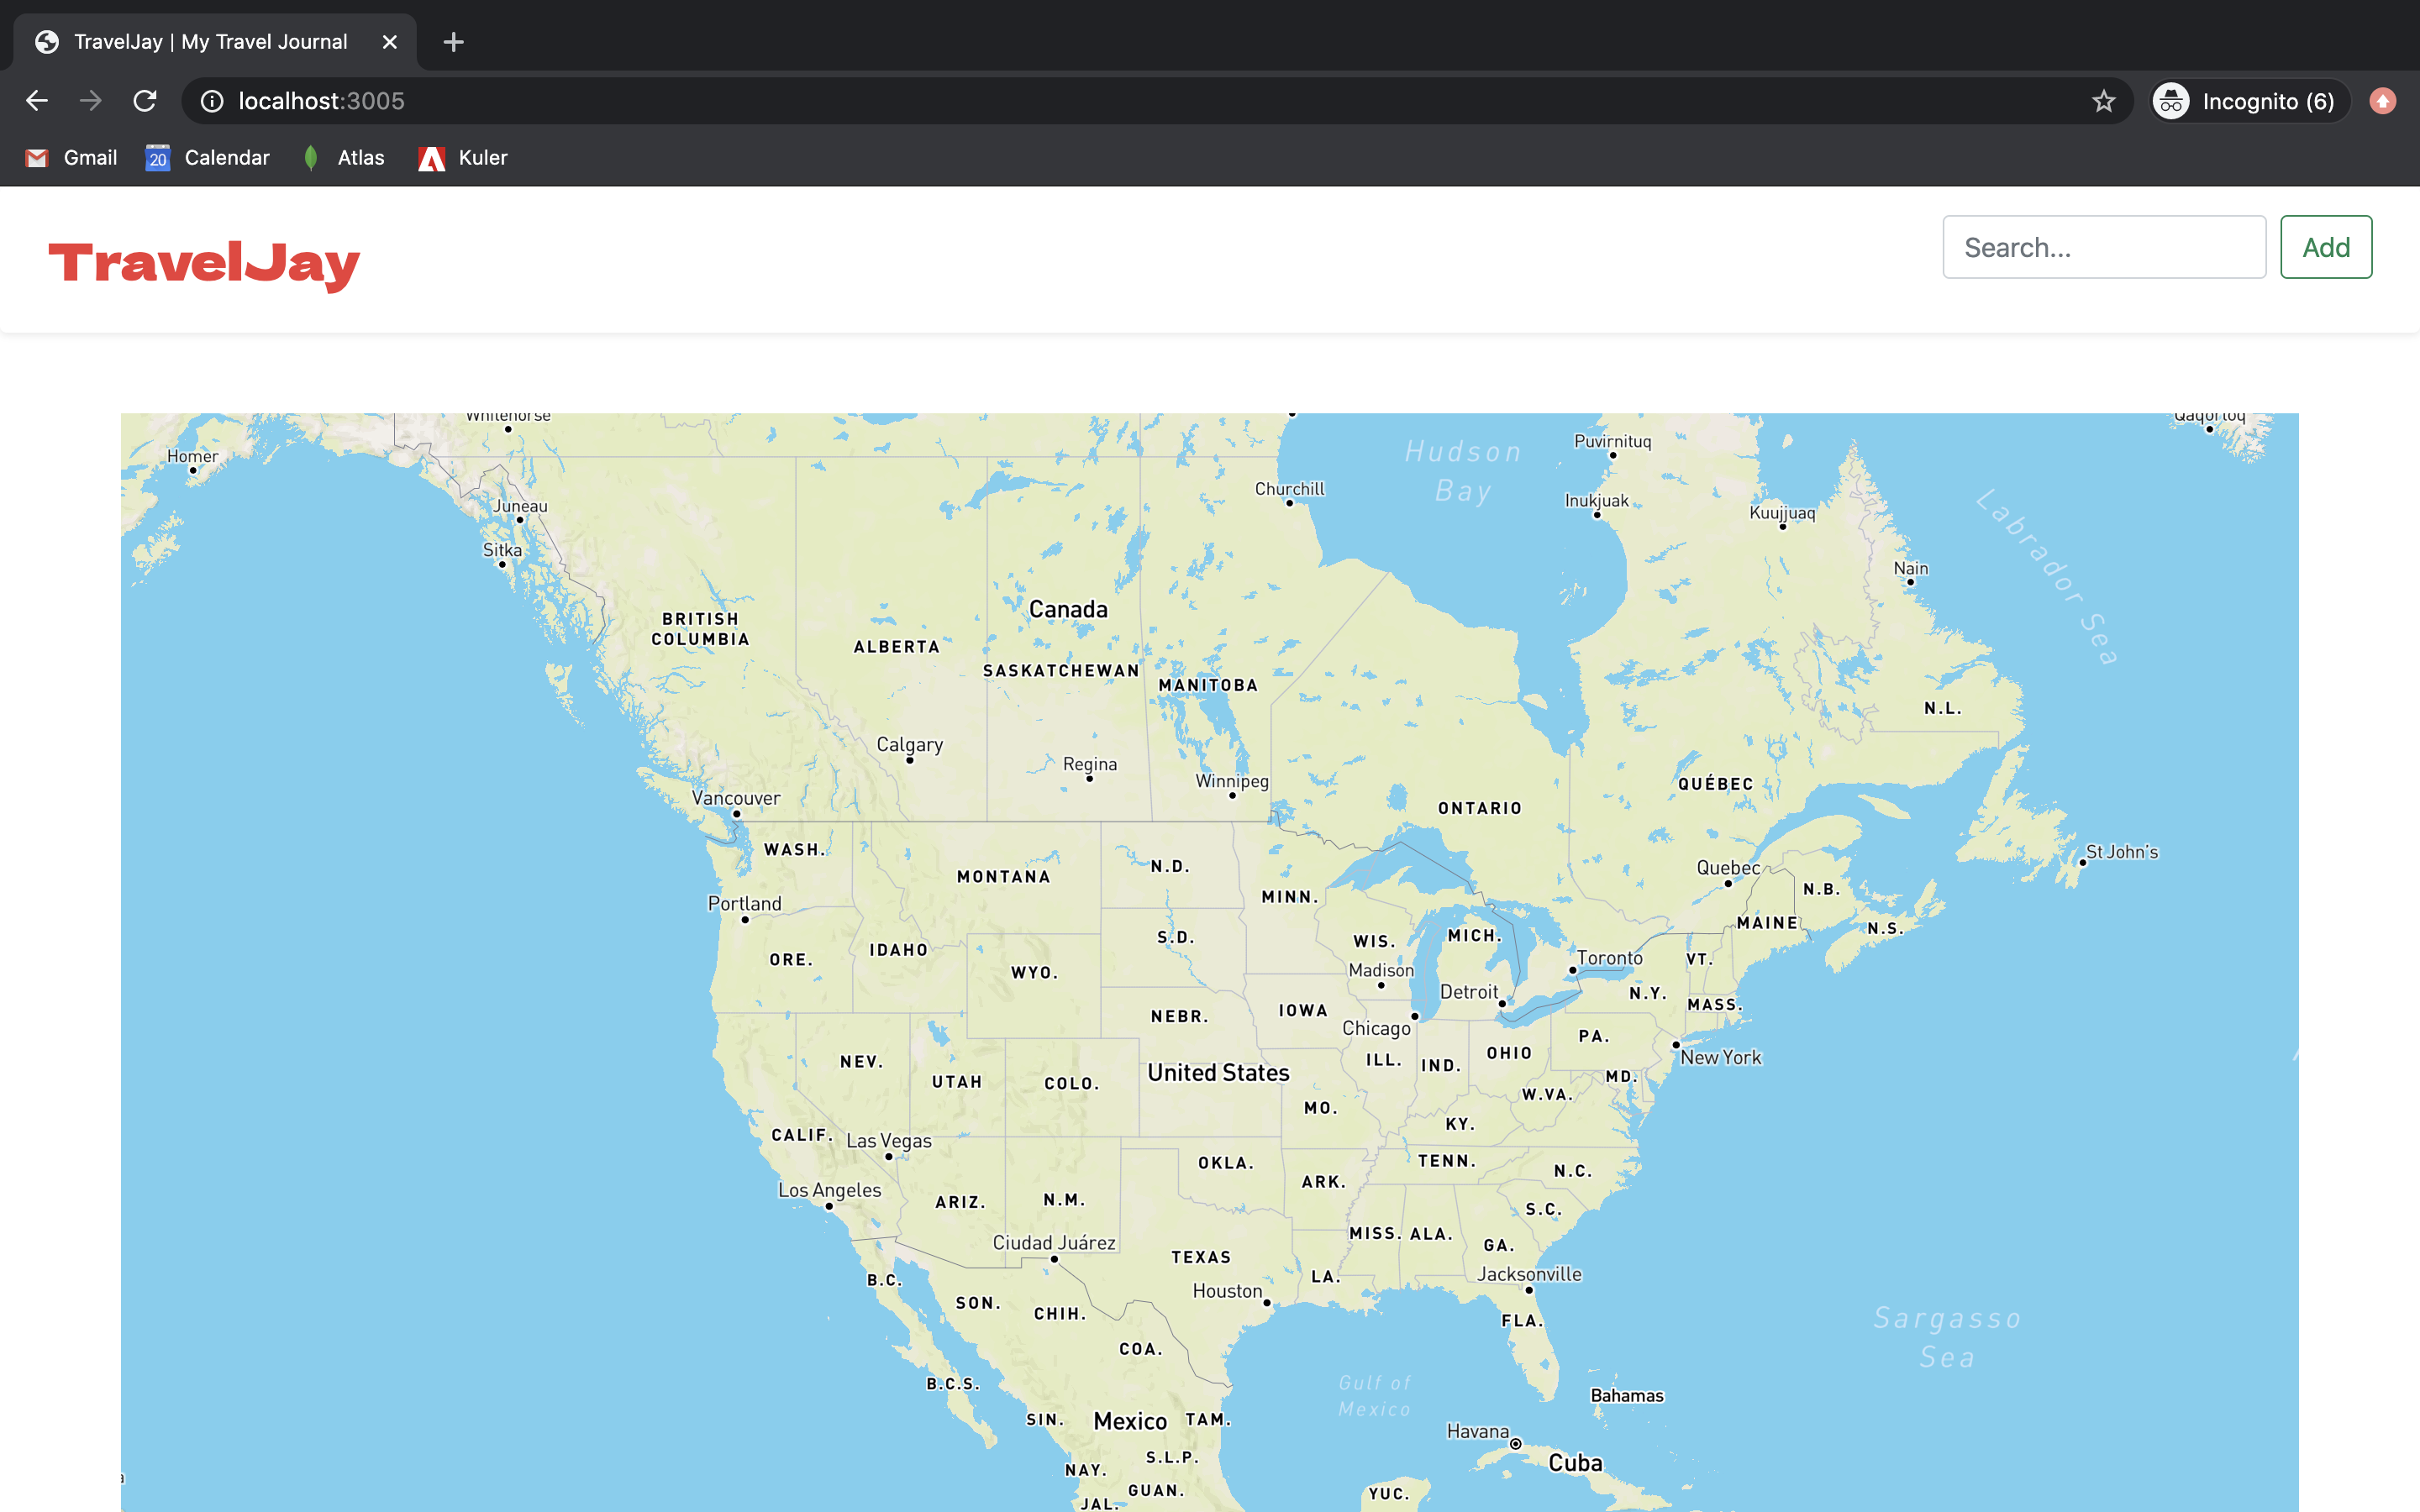 TravelJay | My Travel Journal
localhost:3005
Incognito (6)
Gmail
20
Calendar
Atlas
Kuler
TravelJay
Search...
Add
Whitehorse
Qaqortoq
Homer
Puvirnituq
Hudson
Bay
Churchill
Inukjuak
Juneau
Kuujjuaq
Labrador Sea
Sitka
Nain
Canada
BRITISH
COLUMBIA
ALBERTA
SASKATCHEWAN
MANITOBA
N.L.
Calgary
Regina
Winnipeg
QUÉBEC
Vancouver
ONTARIO
WASH.
St John's
MONTANA
N.D.
Quebec
N.B.
MINN.
Portland
MAINE
N.S.
IDAHO
S.D.
WIS.
MICH.
ORE.
Toronto
VT.
WYO.
Madison
Detroit
N.Y.
MASS.
NEBR.
IOWA
Chicago
PA.
NEV.
ILL.
IND.
OHIO
New York
UTAH
COLO.
United States
MD.
W.VA.
MO.
KY.
CALIF.
Las Vegas
OKLA.
TENN.
N.C.
ARK.
Los Angeles
ARIZ.
N.M.
S.C.
MISS.
ALA.
GA.
Ciudad Juárez
TEXAS
LA.
Jacksonville
B.C.
Houston
SON.
CHIH.
FLA.
Sargasso
Sea
COA.
B.C.S.
Gulf of
Mexico
Bahamas
SIN.
Mexico
TAM.
Havana
S.L.P.
Cuba
NAY.
GUAN.
YUC.
JAL.